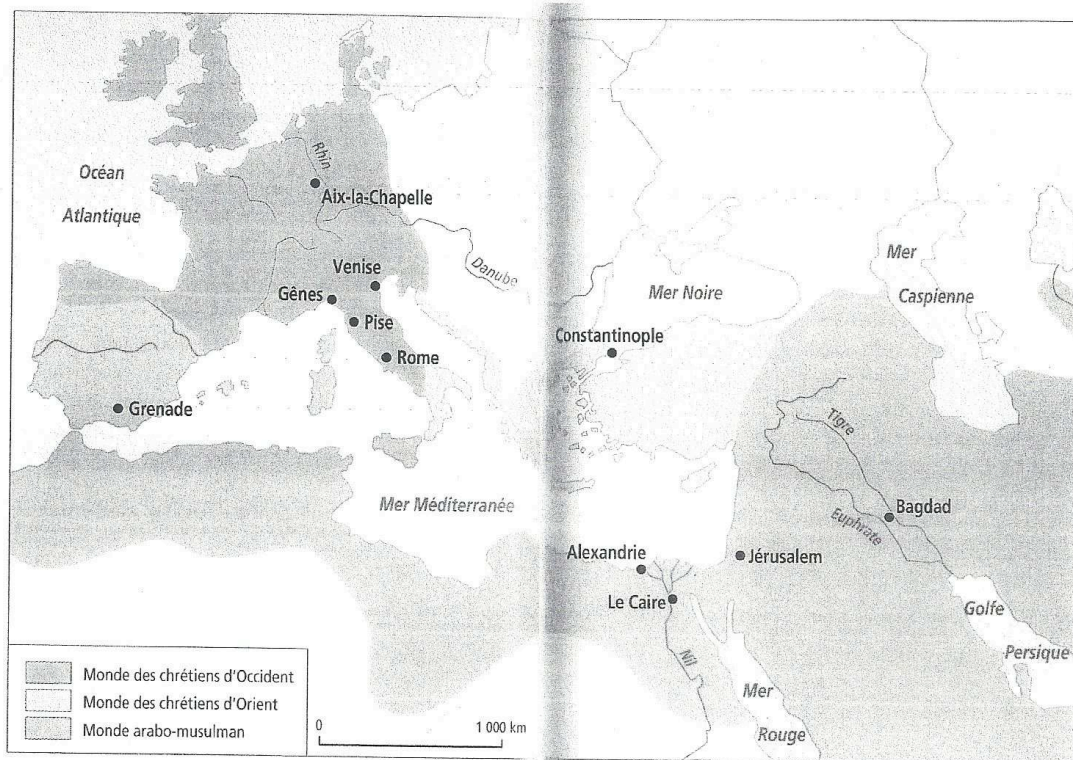 Océan
Atlantique
Rhin
Aix-la-Chapelle
Venise
Danube
Gênes
Pise
Rome
Grenade
Mer Méditerranée
Mer Noire
Mer
Caspienne
Constantinople
Tigre
Euphrate
Bagdad
Alexandrie
Jérusalem
Le Caire
Nil
Golfe
Persique
Mer
Rouge
Monde des chrétiens d'Occident
Monde des chrétiens d'Orient
Monde arabo-musulman
0 1 000 km